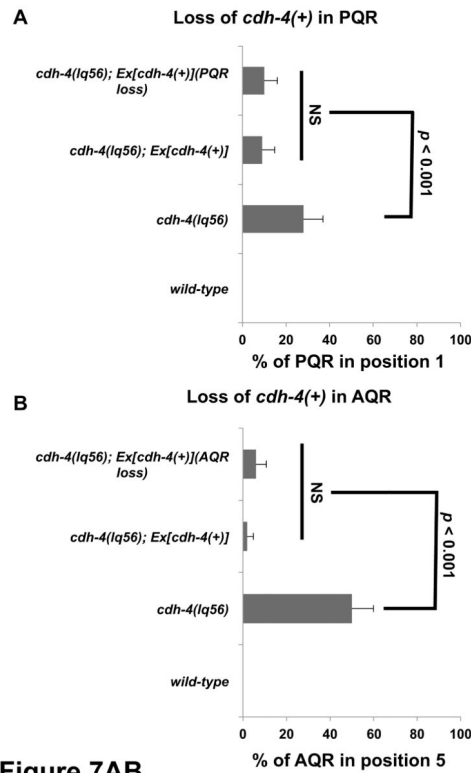 A
Loss of cdh-4(+) in PQR
cdh-4(lq56); Ex[cdh-4(+)](PQR
loss)
cdh-4(lq56); Ex[cdh-4(+)]
cdh-4(lq56)
wild-type
NS
p < 0.001
0 20 40 60 80 100
% of PQR in position 1
B
Loss of cdh-4(+) in AQR
cdh-4(lq56); Ex[cdh-4(+)](AQR
loss)
cdh-4(lq56); Ex[cdh-4(+)]
cdh-4(lq56)
wild-type
NS
p < 0.001
0 20 40 60 80 100
% of AQR in position 5
Figure 7AB